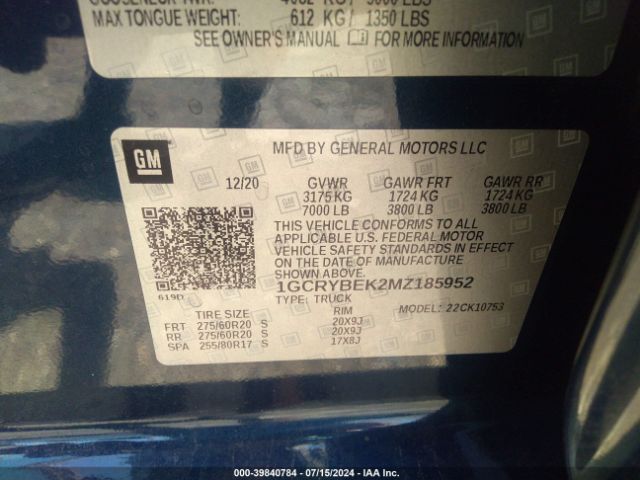 MAX TONGUE WEIGHT: 612 KG / 1350 LBS
SEE OWNER'S MANUAL FOR MORE INFORMATION
GM
MFD BY GENERAL MOTORS LLC
12/20 GVWR GAWR FRT GAWR RR
3175 KG 1724 KG 1724 KG
7000 LB 3800 LB 3800 LB
THIS VEHICLE CONFORMS TO ALL
APPLICABLE U.S. FEDERAL MOTOR
VEHICLE SAFETY STANDARDS IN EFFECT
ON THE DATE OF MANUFACTURE
SHOWN ABOVE.
1GCRYBEK2MZ185952
619D TYPE: TRUCK MODEL: 22CK10753
TIRE SIZE RIM
FRT 275/60R20 S 20X9J
RR 275/60R20 S 20X9J
SPA 255/80R17 S 17X8J
000-39840784 - 07/15/2024 - IAA Inc.